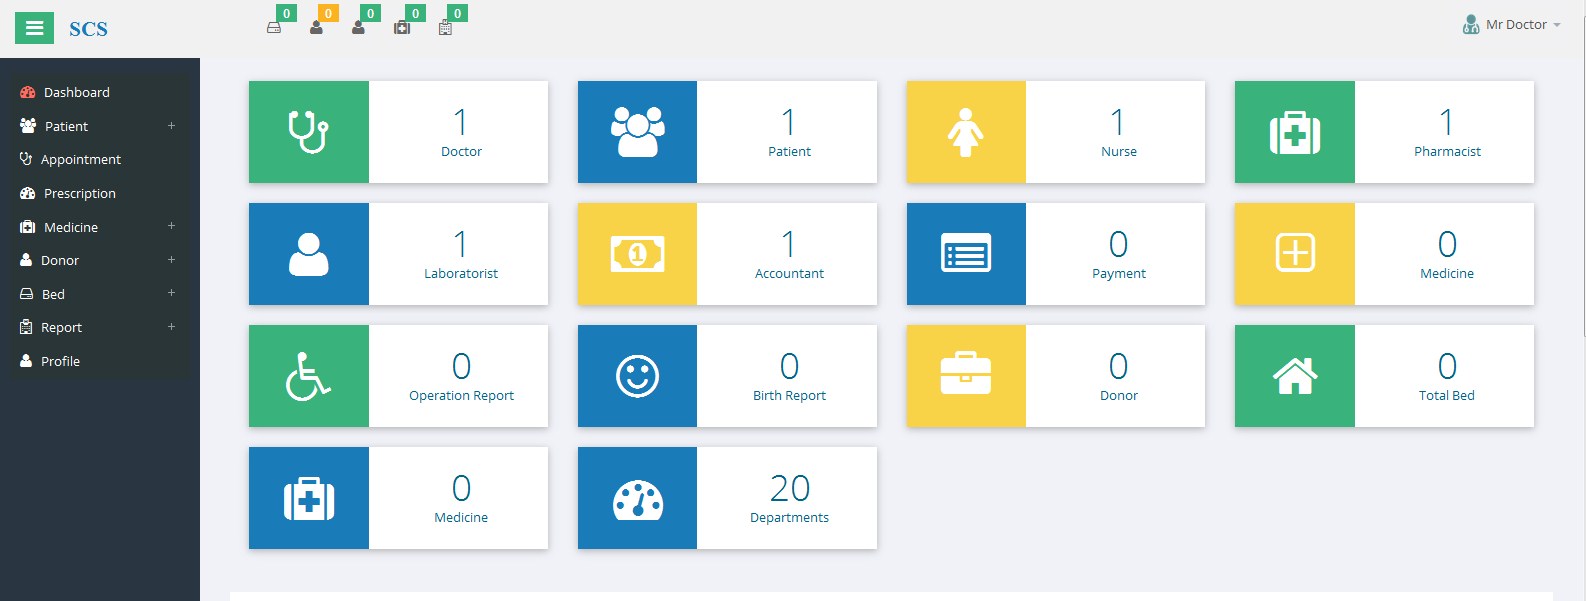 SCS
0 0 0 0 0
Mr Doctor
Dashboard
Patient +
Appointment
Prescription
Medicine +
Donor +
Bed +
Report +
Profile
1
Doctor
1
Patient
1
Nurse
1
Pharmacist
1
Laboratorist
1
1
Accountant
0
Payment
0
Medicine
0
Operation Report
0
Birth Report
0
Donor
0
Total Bed
0
Medicine
20
Departments